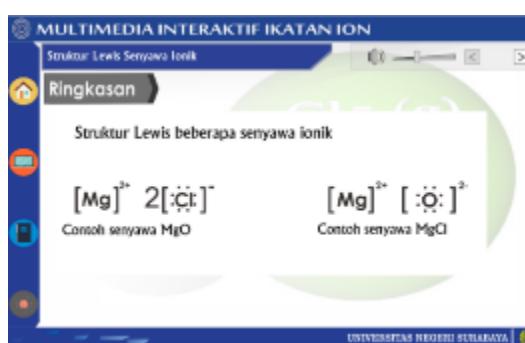 MULTIMEDIA INTERAKTIF IKATAN ION
Struktur Lewis Senyawa Ionik
Ringkasan
Struktur Lewis beberapa senyawa ionik
[Mg]²⁺ 2[:Cl:]⁻
Contoh senyawa MgO
[Mg]²⁺ [:O:]²⁻
Contoh senyawa MgCl
UNIVERSITAS NEGERI SURABAYA